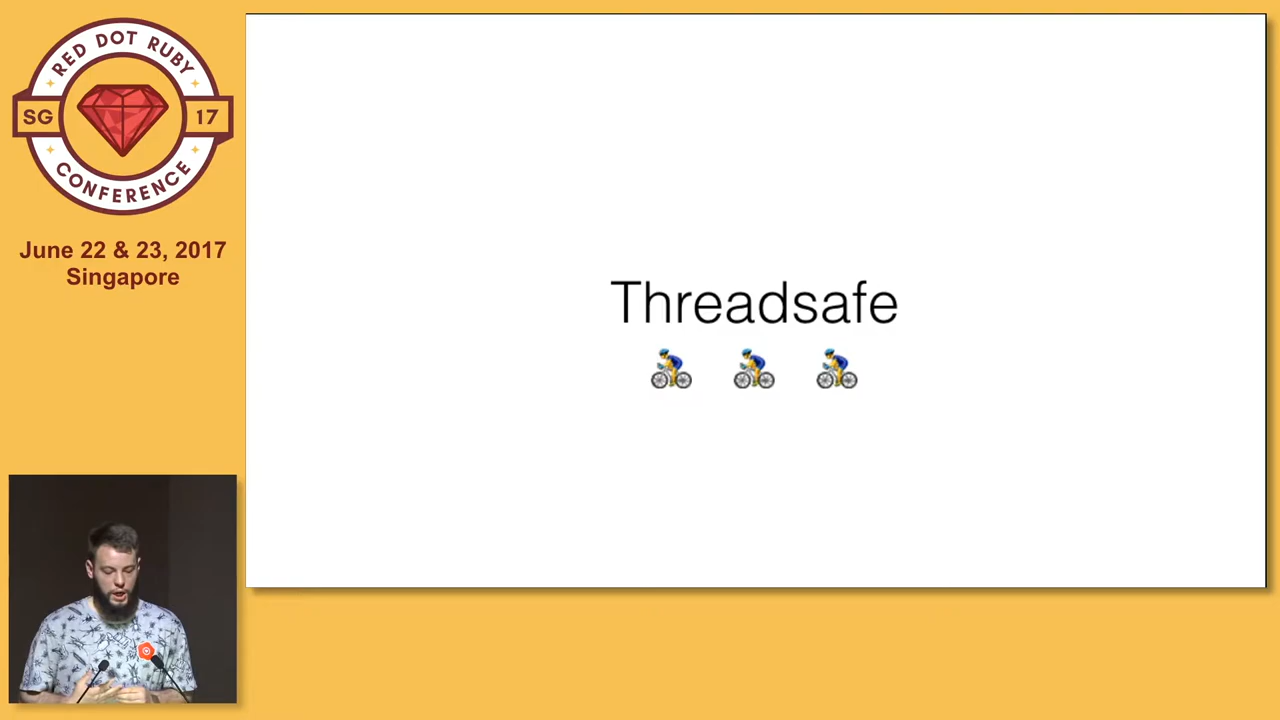 RED DOT RUBY
SG 17
CONFERENCE
June 22 & 23, 2017
Singapore
Threadsafe